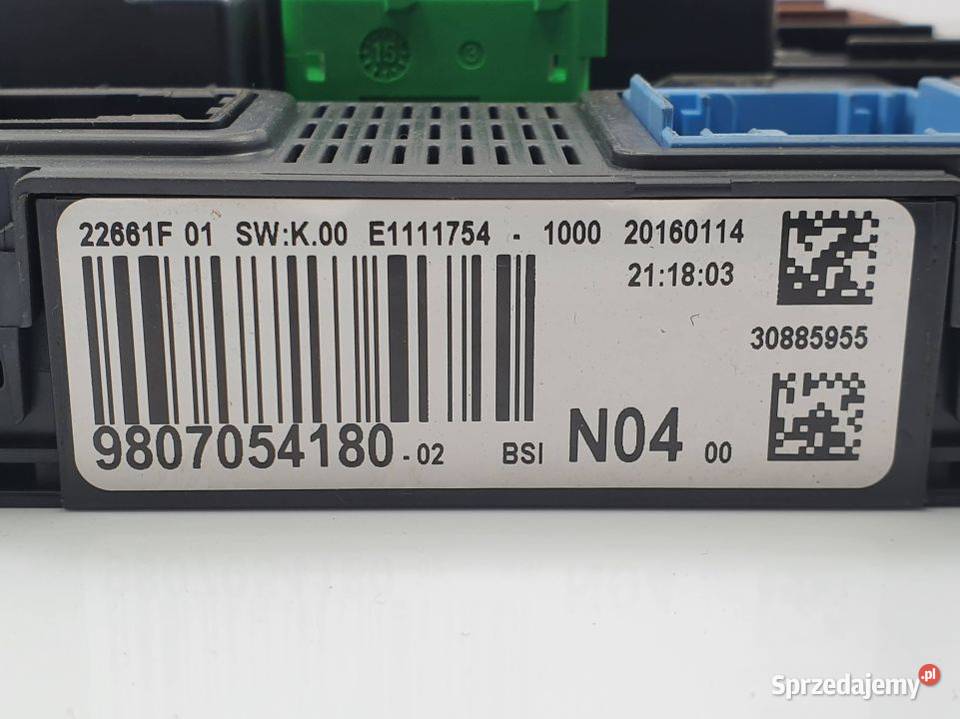 15
3
22661F 01 SW:K.00 E1111754 - 1000 20160114
21:18:03
30885955
9807054180-02 BSI N04 00
Sprzedajemy.pl